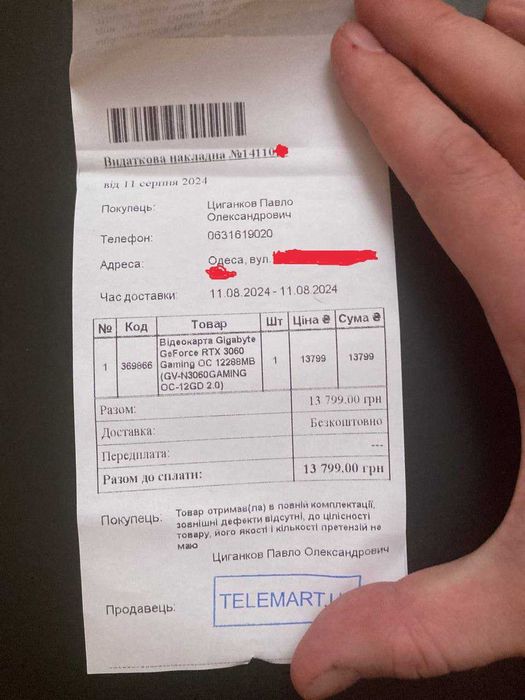 Видаткова накладна №14110
від 11 серпня 2024
Покупець: Циганков Павло
Олександрович
Телефон: 0631619020
Адреса: Одеса, вул.
Час доставки: 11.08.2024 - 11.08.2024
№ Код Товар Шт Ціна ₴ Сума ₴
1 369866 Відеокарта Gigabyte
GeForce RTX 3060
Gaming OC 12288MB
(GV-N3060GAMING
OC-12GD 2.0) 1 13799 13799
Разом: 13 799.00 грн
Доставка: Безкоштовно
Передплата: ---
Разом до сплати: 13 799.00 грн
Покупець: Товар отримав(ла) в повній комплектації,
зовнішні дефекти відсутні, до цілісності
товару, його якості і кількості претензій не
маю
Циганков Павло Олександрович
Продавець: TELEMART.U